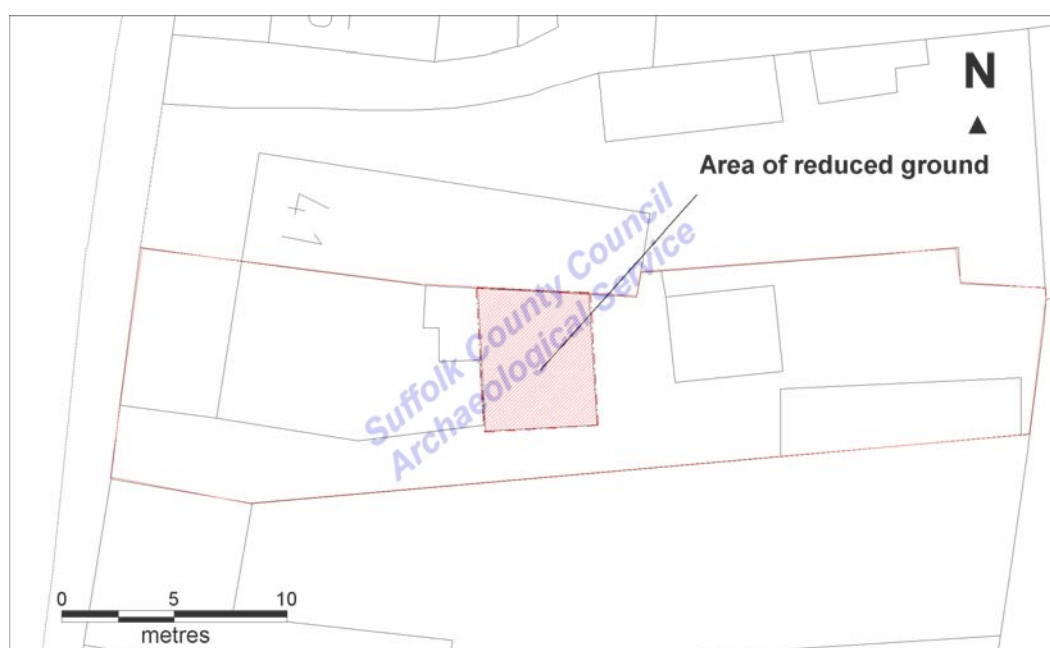 N
Area of reduced ground
41
Suffolk County Council
Archaeological Service
0 5 10
metres